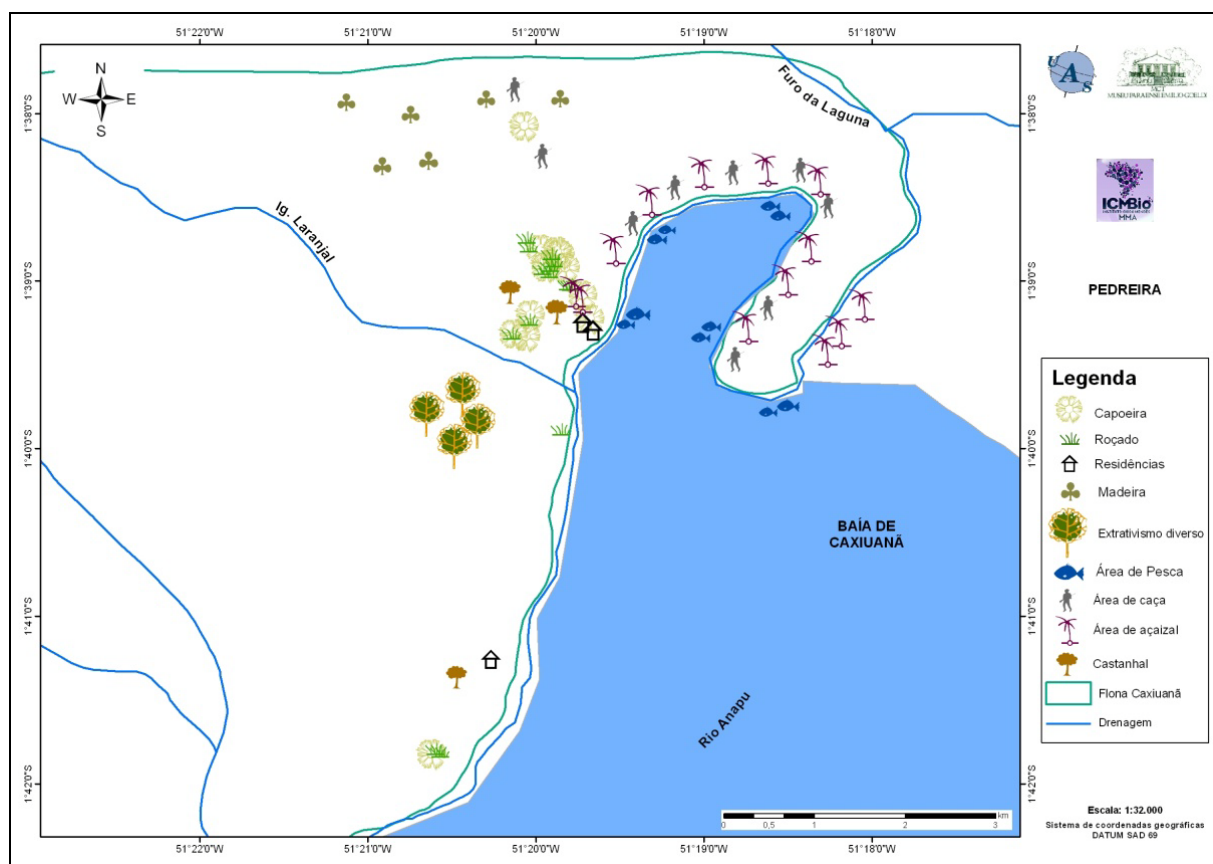 51°22'0"W
51°21'0"W
51°20'0"W
51°19'0"W
51°18'0"W
N
W E
S
1°38'0"S
1°39'0"S
1°40'0"S
1°41'0"S
1°42'0"S
1°38'0"S
1°39'0"S
1°40'0"S
1°41'0"S
1°42'0"S
Furo da Laguna
Ig. Laranjal
BAÍA DE
CAXIUANÃ
Rio Anapu
0 0,5 1 2 3
km
51°22'0"W
51°21'0"W
51°20'0"W
51°19'0"W
51°18'0"W
UAS
MUSEU PARAENSE EMÍLIO GOELDI
ICMBio
MMA
PEDREIRA
Legenda
Capoeira
Roçado
Residências
Madeira
Extrativismo diverso
Área de Pesca
Área de caça
Área de açaizal
Castanhal
Flona Caxiuanã
Drenagem
Escala: 1:32.000
Sistema de coordenadas geográficas
DATUM SAD 69